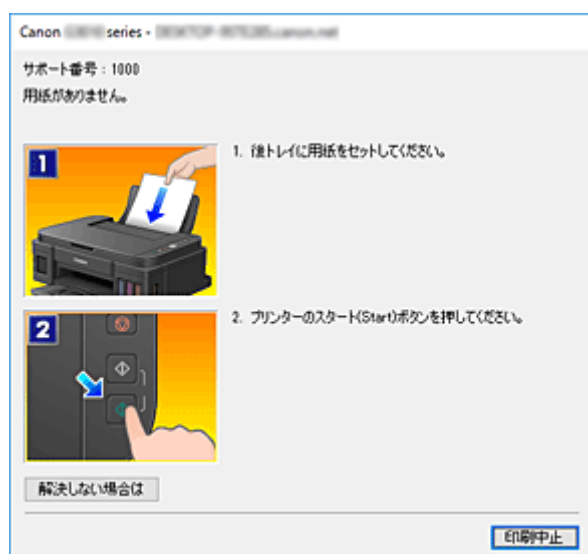 Canon series -
サポート番号：1000
用紙がありません。
1
1. 後トレイに用紙をセットしてください。
2
2. プリンターのスタート(Start)ボタンを押してください。
解決しない場合は
印刷中止